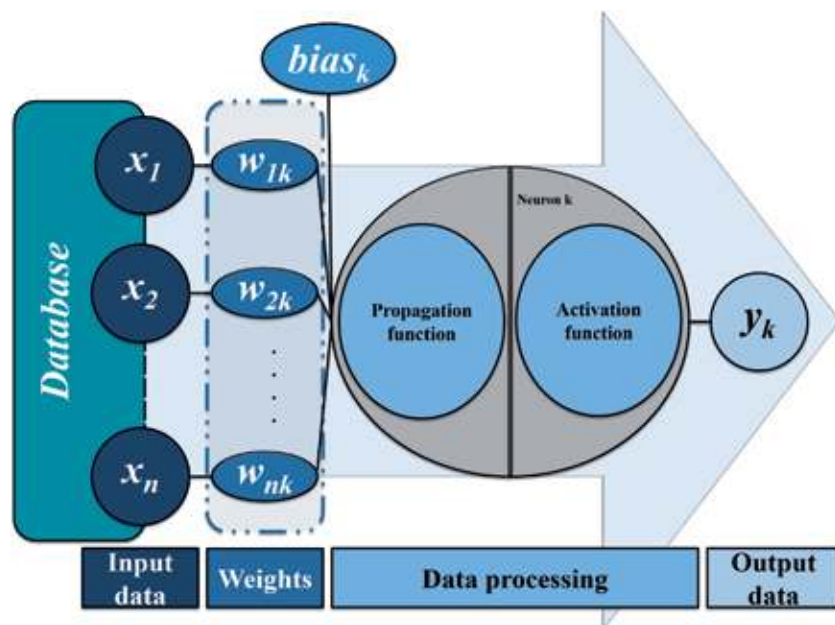 bias_k
x_1
w_1k
Neuron k
Database
x_2
w_2k
Propagation
function
Activation
function
y_k
x_n
w_nk
Input
data
Weights
Data processing
Output
data